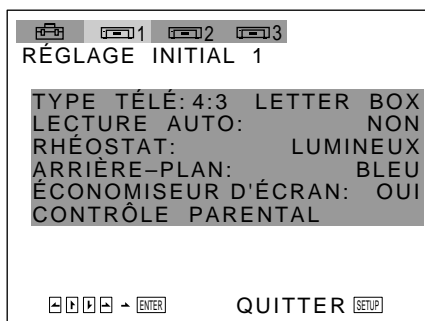 1 2 3
RÉGLAGE INITIAL 1
TYPE TÉLÉ: 4:3 LETTER BOX
LECTURE AUTO: NON
RHÉOSTAT: LUMINEUX
ARRIÈRE–PLAN: BLEU
ÉCONOMISEUR D'ÉCRAN: OUI
CONTRÔLE PARENTAL
ENTER QUITTER SETUP